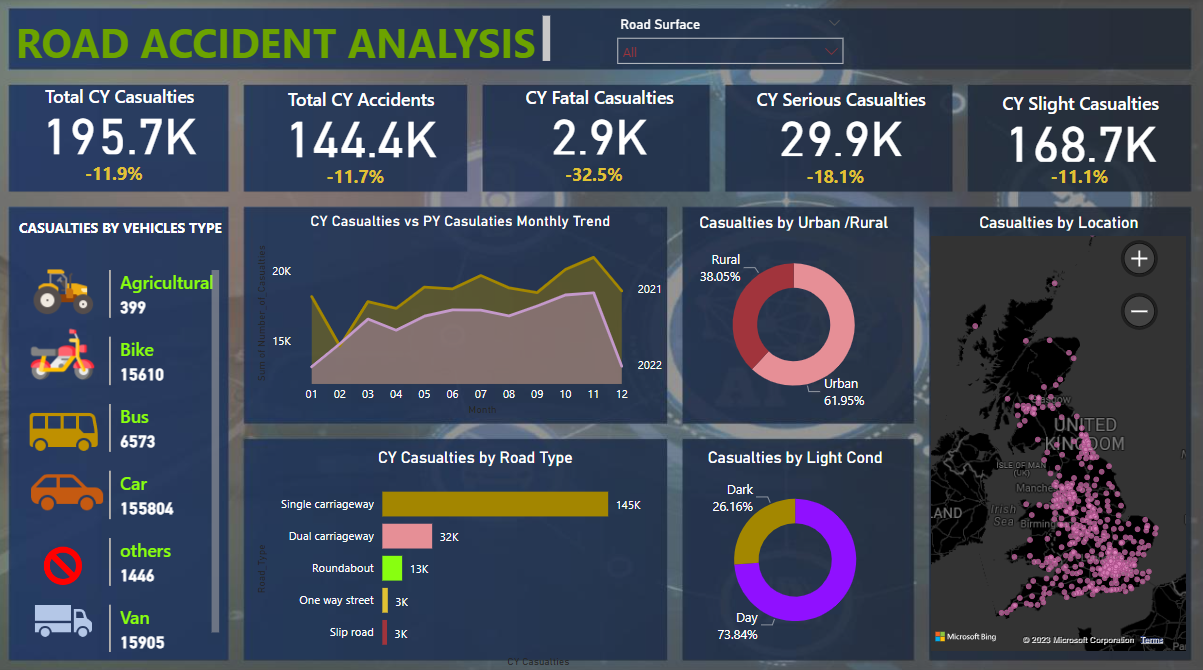 ROAD ACCIDENT ANALYSIS
Road Surface
All
Total CY Casualties
195.7K
-11.9%
Total CY Accidents
144.4K
-11.7%
CY Fatal Casualties
2.9K
-32.5%
CY Serious Casualties
29.9K
-18.1%
CY Slight Casualties
168.7K
-11.1%
CASUALTIES BY VEHICLES TYPE
Agricultural
399
Bike
15610
Bus
6573
Car
155804
others
1446
Van
15905
CY Casualties vs PY Casulaties Monthly Trend
Sum of Number_of_Casualties
20K
15K
2021
2022
01 02 03 04 05 06 07 08 09 10 11 12
Month
CY Casualties by Road Type
Road_Type
Single carriageway 145K
Dual carriageway 32K
Roundabout 13K
One way street 3K
Slip road 3K
CY Casualties
Casualties by Urban /Rural
Rural
38.05%
Urban
61.95%
Casualties by Light Cond
Dark
26.16%
Day
73.84%
Casualties by Location
+
−
Glasgow
UNITED
KINGDOM
ISLE OF MAN
(UK)
Manche
LAND
Irish
Sea
Birming
Microsoft Bing
© 2023 Microsoft Corporation Terms
Pa